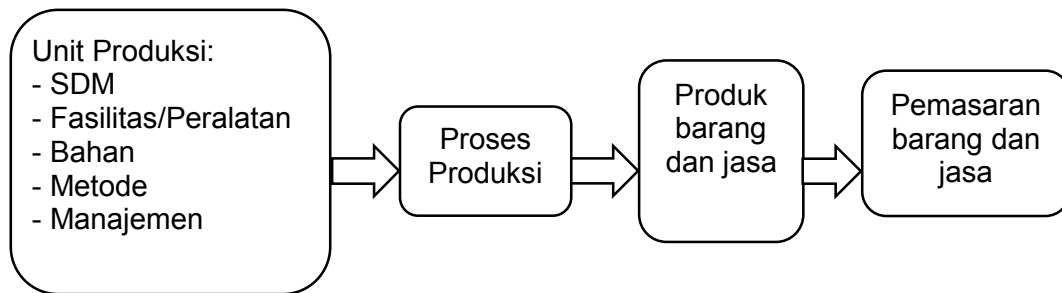 Unit Produksi:
- SDM
- Fasilitas/Peralatan
- Bahan
- Metode
- Manajemen
Proses
Produksi
Produk
barang
dan jasa
Pemasaran
barang dan
jasa